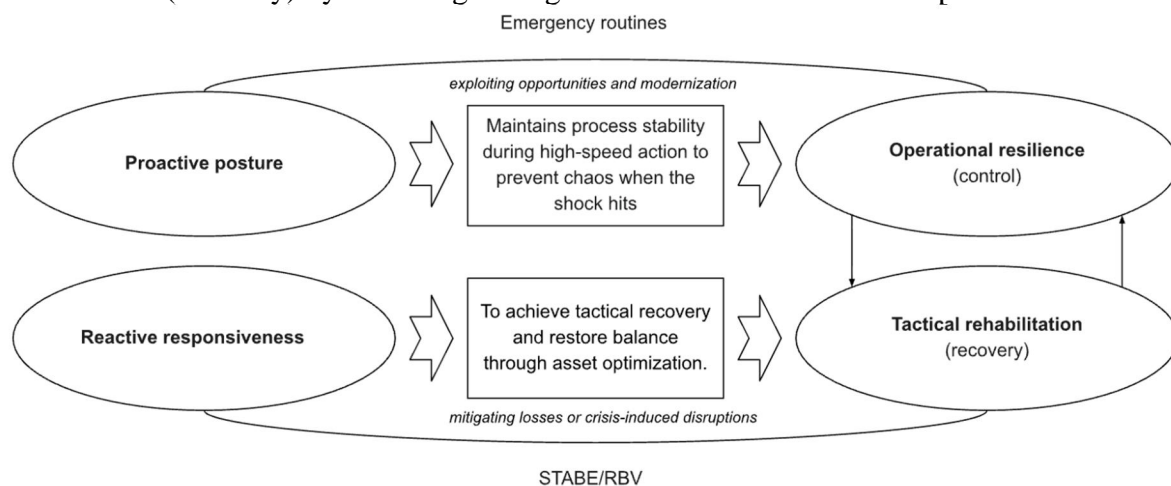 Emergency routines
exploiting opportunities and modernization
Proactive posture
Maintains process stability
during high-speed action to
prevent chaos when the
shock hits
Operational resilience
(control)
Reactive responsiveness
To achieve tactical recovery
and restore balance
through asset optimization.
Tactical rehabilitation
(recovery)
mitigating losses or crisis-induced disruptions
STABE/RBV